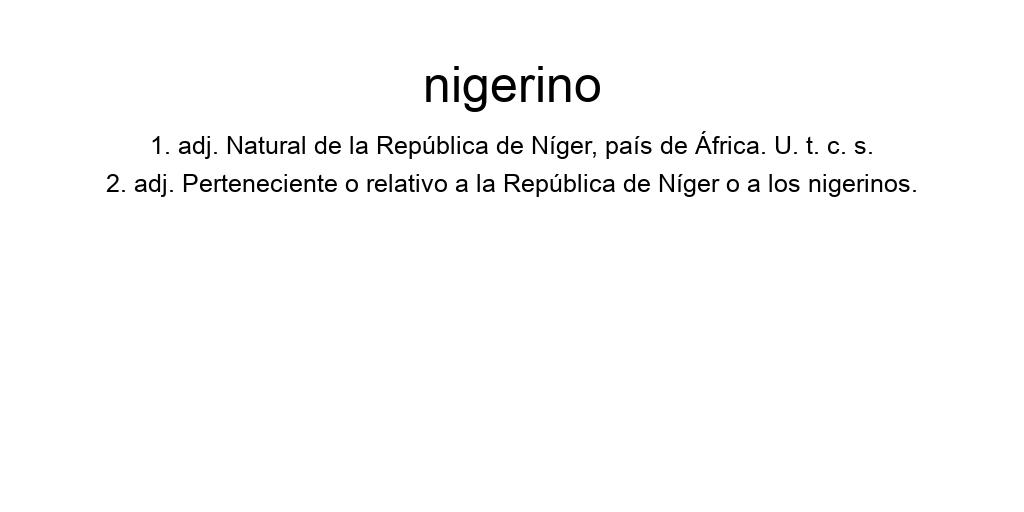 nigerino
1. adj. Natural de la República de Níger, país de África. U. t. c. s.
2. adj. Perteneciente o relativo a la República de Níger o a los nigerinos.